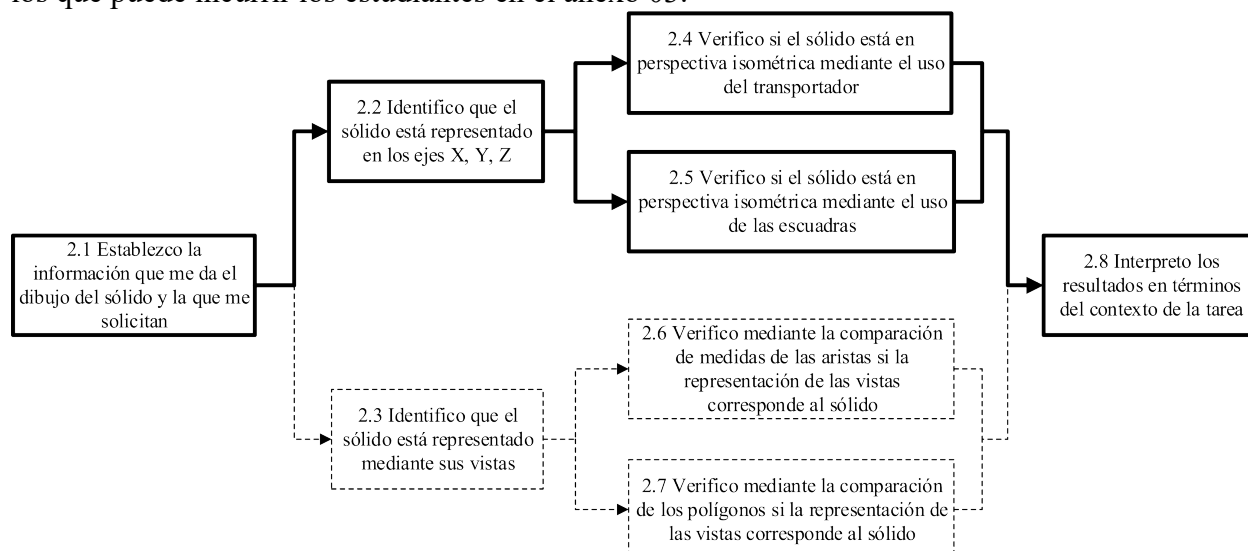 los que puede incurrir los estudiantes en el anexo 03.
2.4 Verifico si el sólido está en
perspectiva isométrica mediante el uso
del transportador
2.2 Identifico que el
sólido está representado
en los ejes X, Y, Z
2.5 Verifico si el sólido está en
perspectiva isométrica mediante el uso
de las escuadras
2.1 Establezco la
información que me da el
dibujo del sólido y la que me
solicitan
2.8 Interpreto los
resultados en términos
del contexto de la tarea
2.6 Verifico mediante la comparación
de medidas de las aristas si la
representación de las vistas
corresponde al sólido
2.3 Identifico que el
sólido está representado
mediante sus vistas
2.7 Verifico mediante la comparación
de los polígonos si la representación de
las vistas corresponde al sólido